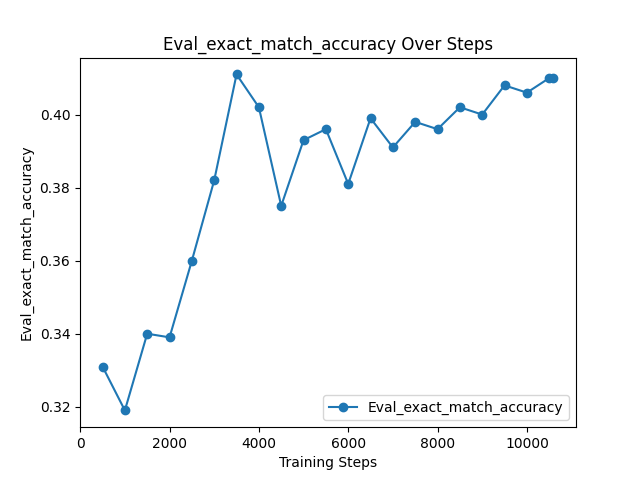 Eval_exact_match_accuracy Over Steps
Eval_exact_match_accuracy
0.40
0.38
0.36
0.34
0.32
Eval_exact_match_accuracy
0 2000 4000 6000 8000 10000
Training Steps